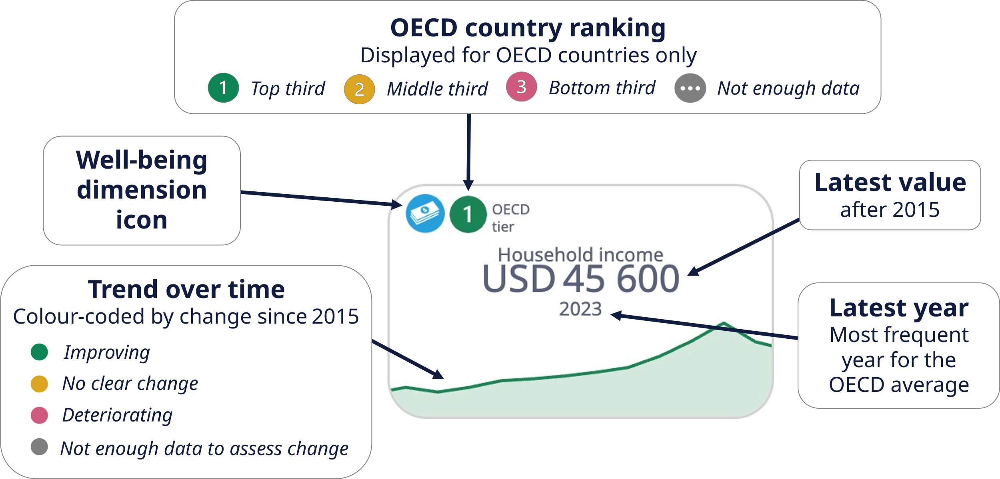 OECD country ranking
Displayed for OECD countries only
1 Top third 2 Middle third 3 Bottom third ... Not enough data
Well-being
dimension
icon
Latest value
after 2015
1 OECD
tier
Household income
USD 45 600
2023
Trend over time
Colour-coded by change since 2015
Improving
No clear change
Deteriorating
Not enough data to assess change
Latest year
Most frequent
year for the
OECD average